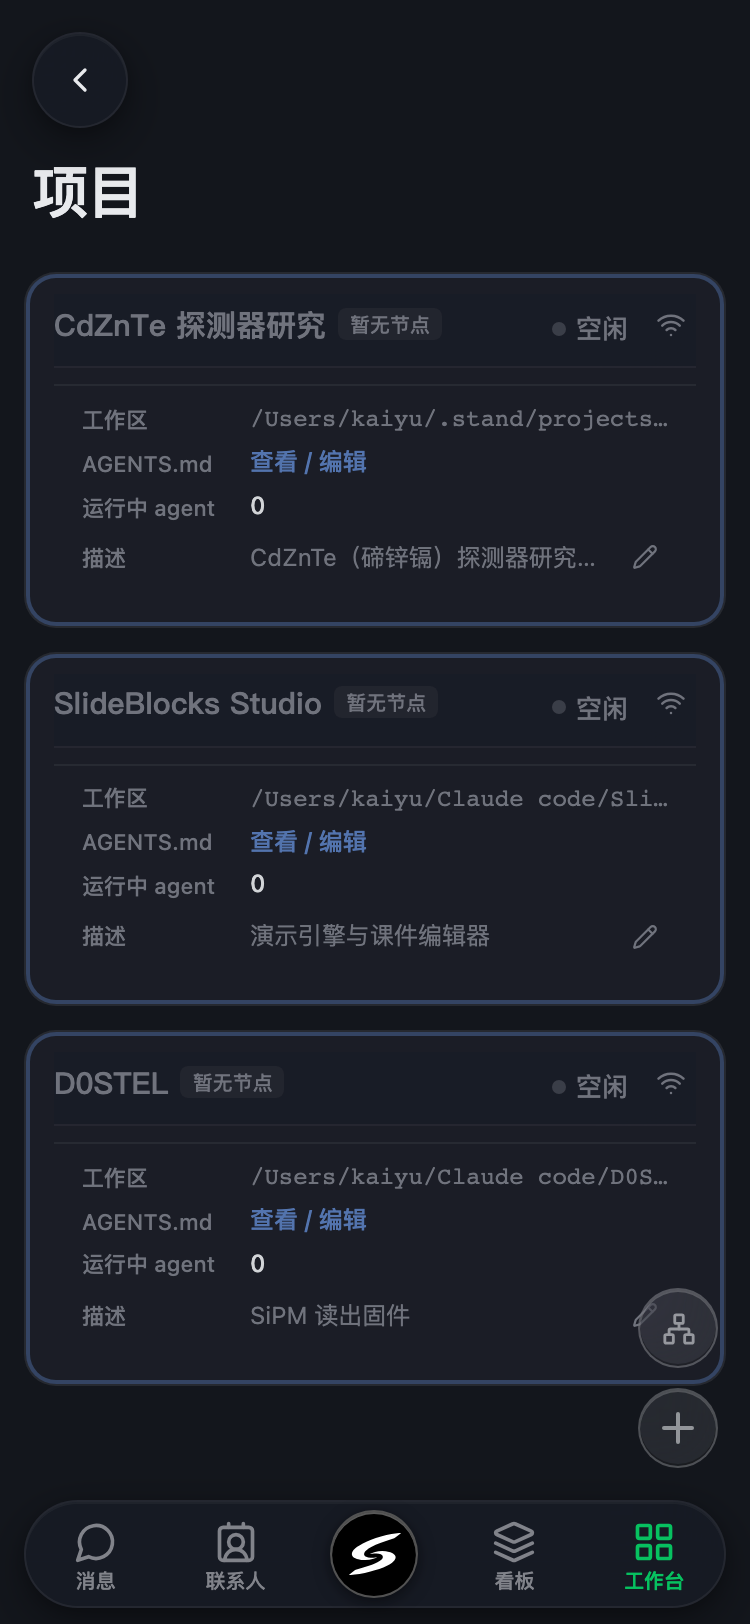 项目
CdZnTe 探测器研究 暂无节点 空闲
工作区 /Users/kaiyu/.stand/projects…
AGENTS.md 查看 / 编辑
运行中 agent 0
描述 CdZnTe（碲锌镉）探测器研究…
SlideBlocks Studio 暂无节点 空闲
工作区 /Users/kaiyu/Claude code/Sli…
AGENTS.md 查看 / 编辑
运行中 agent 0
描述 演示引擎与课件编辑器
D0STEL 暂无节点 空闲
工作区 /Users/kaiyu/Claude code/D0S…
AGENTS.md 查看 / 编辑
运行中 agent 0
描述 SiPM 读出固件
消息 联系人 看板 工作台